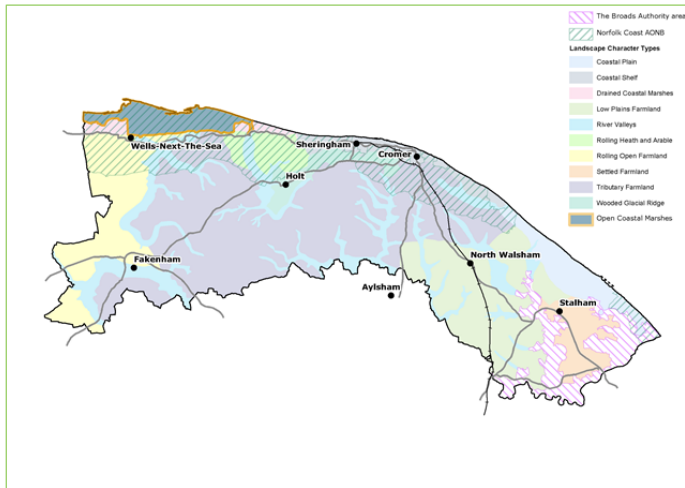 The Broads Authority area
Norfolk Coast AONB
Landscape Character Types
Coastal Plain
Coastal Shelf
Drained Coastal Marshes
Low Plains Farmland
River Valleys
Rolling Heath and Arable
Rolling Open Farmland
Settled Farmland
Tributary Farmland
Wooded Glacial Ridge
Open Coastal Marshes
Wells-Next-The-Sea
Sheringham
Cromer
Holt
Fakenham
North Walsham
Aylsham
Stalham